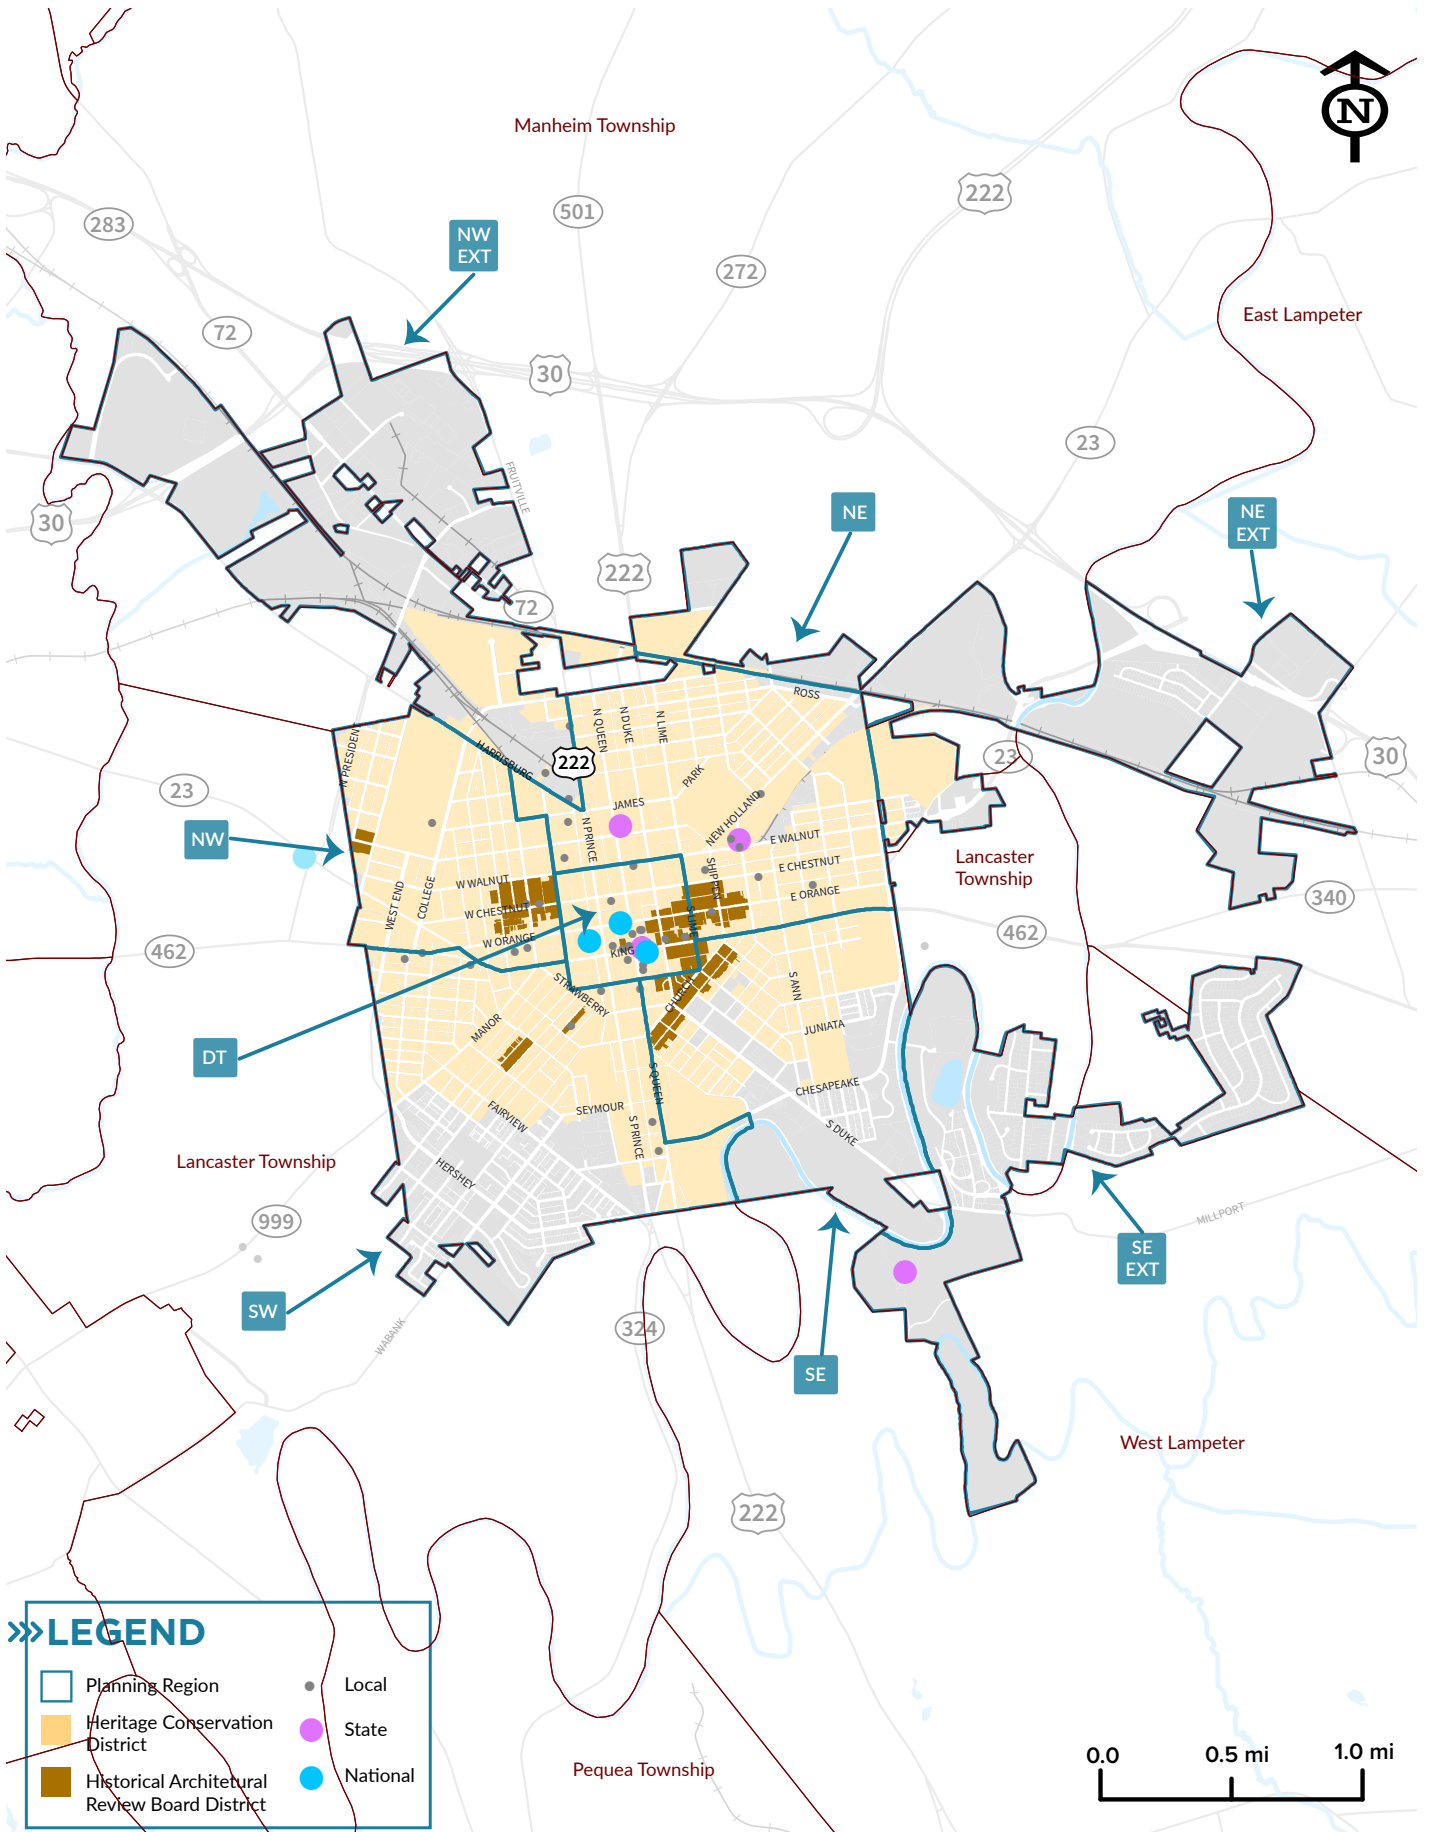 Manheim Township
N
222
283
501
NW
EXT
272
East Lampeter
72
30
23
FRUITVILLE
30
NE
NE
EXT
222
72
ROSS
N PRESIDENT
N QUEEN
N DUKE
N LIME
HARRISBURG
222
23
30
PARK
23
JAMES
NEW HOLLAND
NW
N PRINCE
E WALNUT
Lancaster
Township
E CHESTNUT
SHIPPEN
W WALNUT
COLLEGE
WEST END
E ORANGE
340
W CHESTNUT
S LIME
462
W ORANGE
KING
462
STRAWBERRY
CHURCH
S ANN
MANOR
JUNIATA
DT
S QUEEN
CHESAPEAKE
FAIRVIEW
SEYMOUR
S PRINCE
S DUKE
Lancaster Township
HERSHEY
999
MILLPORT
SE
EXT
SW
WABANK
324
SE
West Lampeter
222
LEGEND
Planning Region
Heritage Conservation
District
Historical Architetural
Review Board District
Local
State
National
Pequea Township
0.0
0.5 mi
1.0 mi